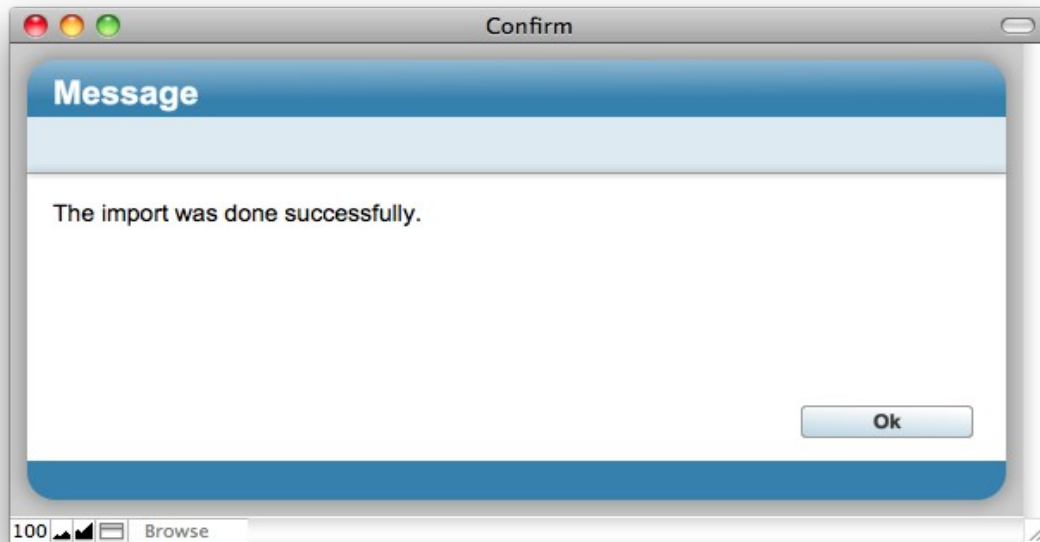 Confirm
Message
The import was done successfully.
Ok
100 Browse